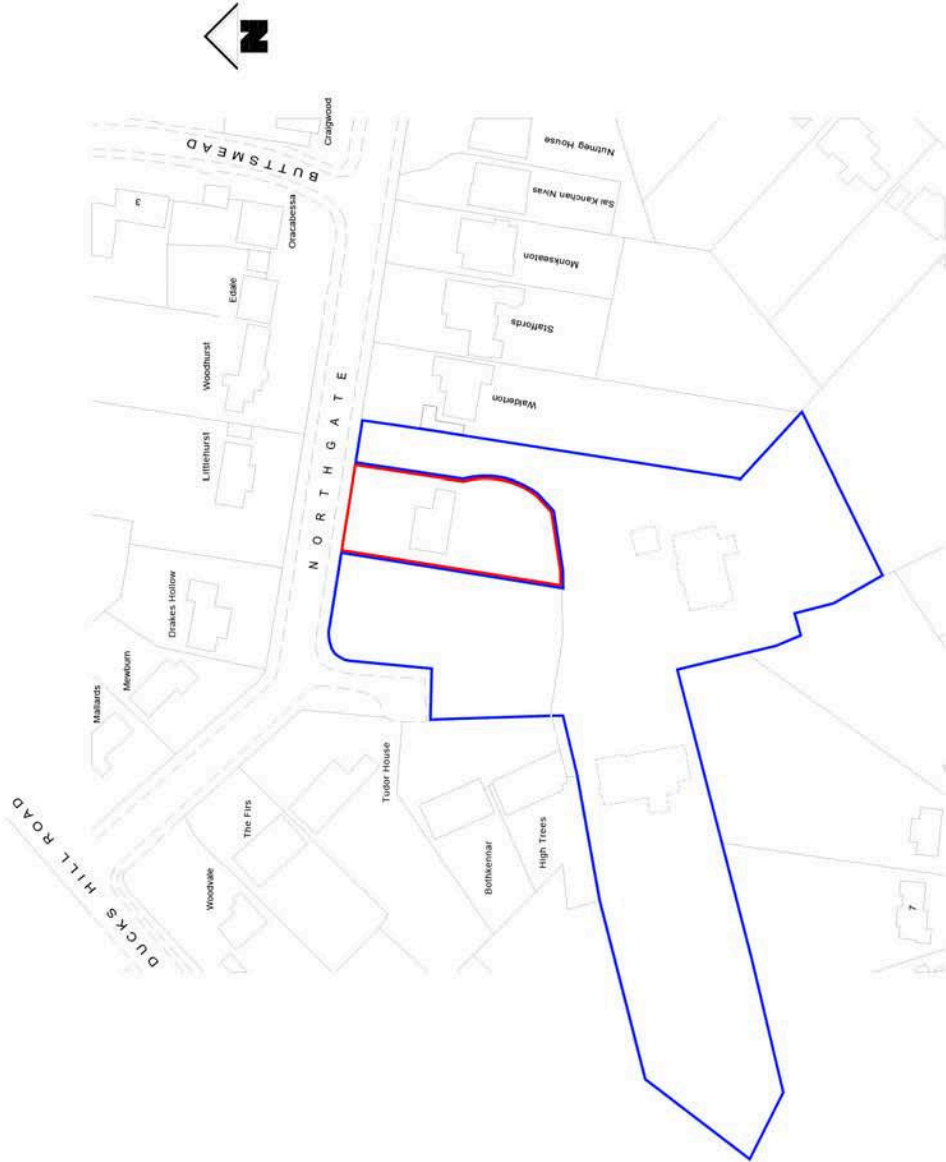 N
Craigwood
BUTTSMEAD
3
Oracabessa
Edale
Woodhurst
Littlehurst
Nutmeg House
Sai Kanchan Nivas
Monkseaton
Staffords
Walderton
NORTHGATE
Drakes Hollow
Mewburn
Mallards
Tudor House
The Firs
Woodvale
Bothkennar
High Trees
DUCKS HILL ROAD
7